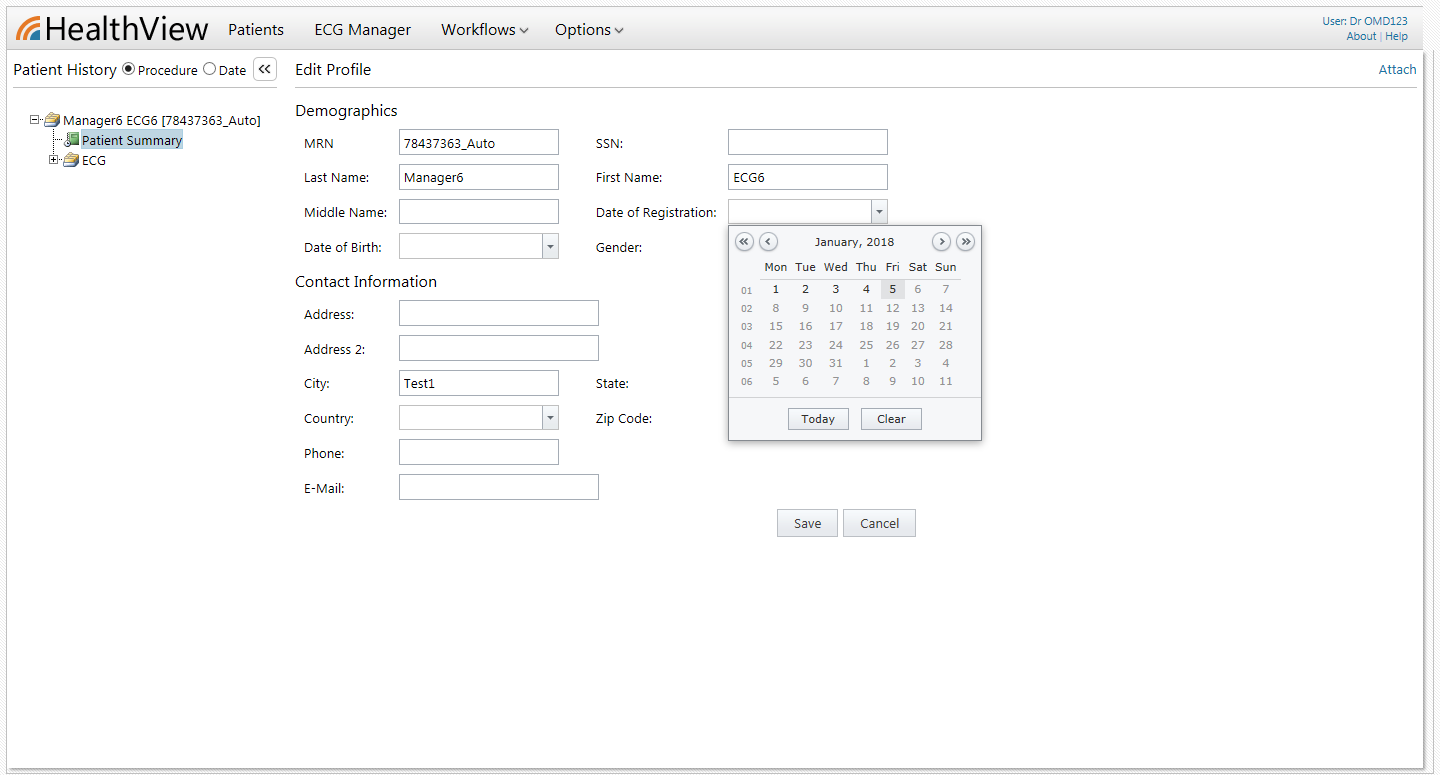 HealthView Patients ECG Manager Workflows Options
User: Dr OMD123
About | Help
Patient History Procedure Date
Edit Profile Attach
Manager6 ECG6 [78437363_Auto]
Patient Summary
ECG
Demographics
MRN 78437363_Auto SSN:
Last Name: Manager6 First Name: ECG6
Middle Name: Date of Registration:
Date of Birth: Gender:
January, 2018
Mon Tue Wed Thu Fri Sat Sun
01 1 2 3 4 5 6 7
02 8 9 10 11 12 13 14
03 15 16 17 18 19 20 21
04 22 23 24 25 26 27 28
05 29 30 31 1 2 3 4
06 5 6 7 8 9 10 11
Today Clear
Contact Information
Address:
Address 2:
City: Test1 State:
Country: Zip Code:
Phone:
E-Mail:
Save Cancel